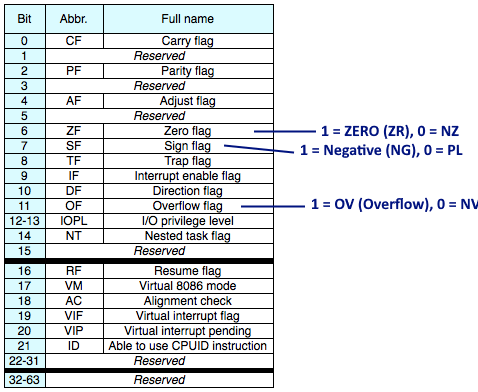 Bit Abbr. Full name
0 CF Carry flag
1 Reserved
2 PF Parity flag
3 Reserved
4 AF Adjust flag
5 Reserved
6 ZF Zero flag 1 = ZERO (ZR), 0 = NZ
7 SF Sign flag 1 = Negative (NG), 0 = PL
8 TF Trap flag
9 IF Interrupt enable flag
10 DF Direction flag
11 OF Overflow flag 1 = OV (Overflow), 0 = NV
12-13 IOPL I/O privilege level
14 NT Nested task flag
15 Reserved
16 RF Resume flag
17 VM Virtual 8086 mode
18 AC Alignment check
19 VIF Virtual interrupt flag
20 VIP Virtual interrupt pending
21 ID Able to use CPUID instruction
22-31 Reserved
32-63 Reserved